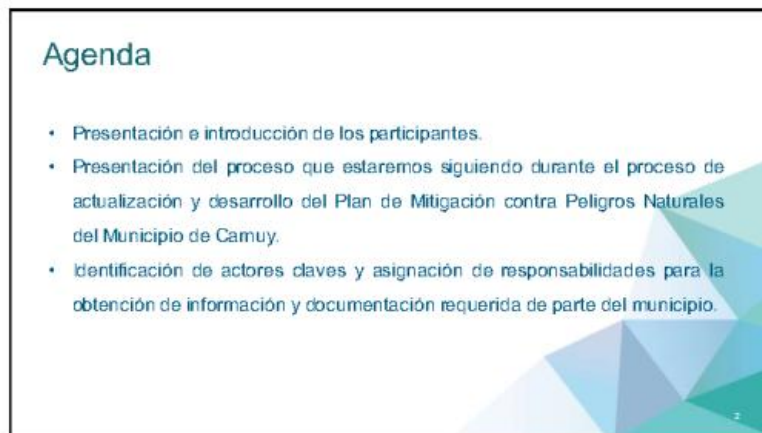 Agenda
• Presentación e introducción de los participantes.
• Presentación del proceso que estaremos siguiendo durante el proceso de
actualización y desarrollo del Plan de Mitigación contra Peligros Naturales
del Municipio de Camuy.
• Identificación de actores claves y asignación de responsabilidades para la
obtención de información y documentación requerida de parte del municipio.
2